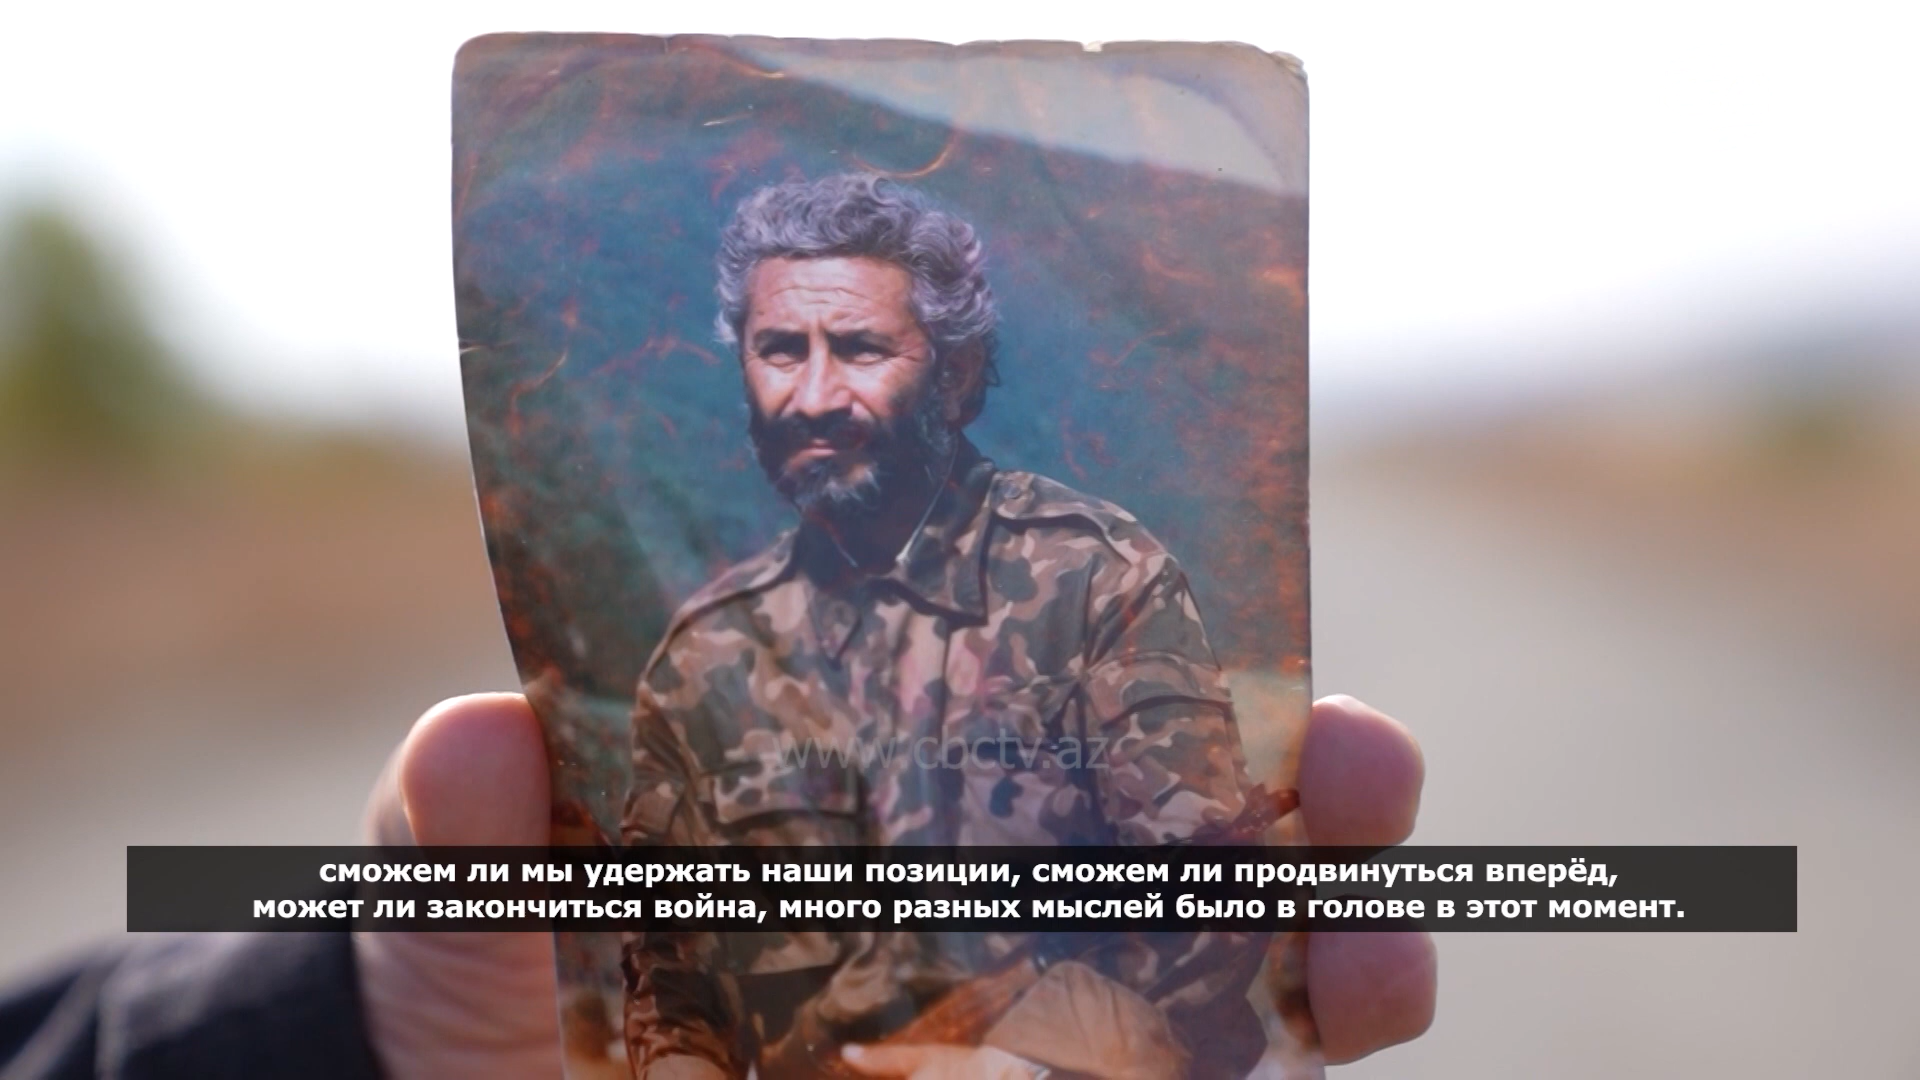 www.cbctv.az
сможем ли мы удержать наши позиции, сможем ли продвинуться вперёд,
может ли закончиться война, много разных мыслей было в голове в этот момент.